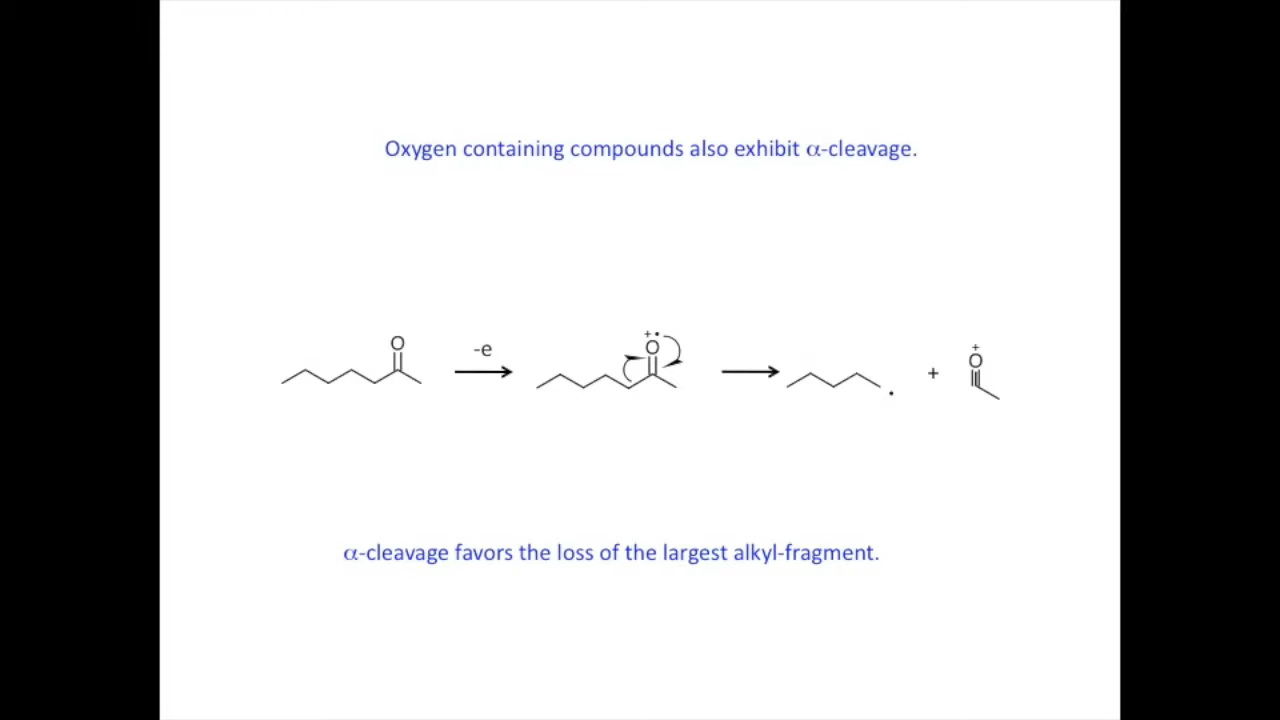 Oxygen containing compounds also exhibit α-cleavage.
O
-e
+•
O
+
+
O
α-cleavage favors the loss of the largest alkyl-fragment.